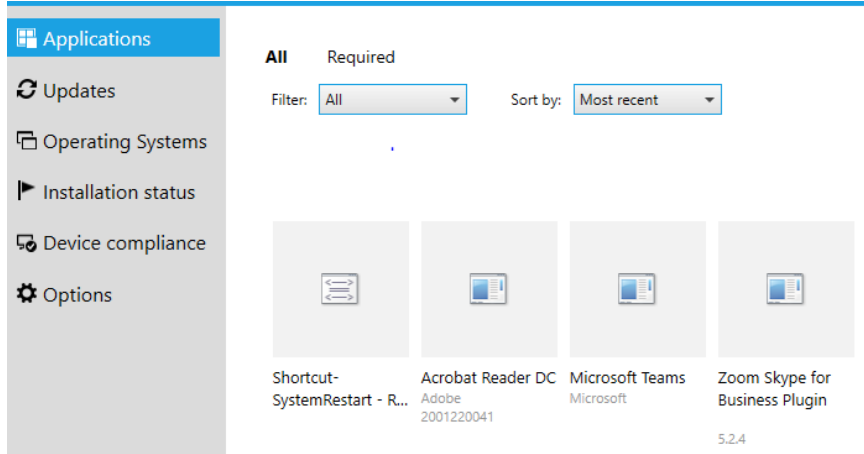 Applications
Updates
Operating Systems
Installation status
Device compliance
Options
All Required
Filter: All Sort by: Most recent
Shortcut-
SystemRestart - R...
Acrobat Reader DC
Adobe
2001220041
Microsoft Teams
Microsoft
Zoom Skype for
Business Plugin
5.2.4